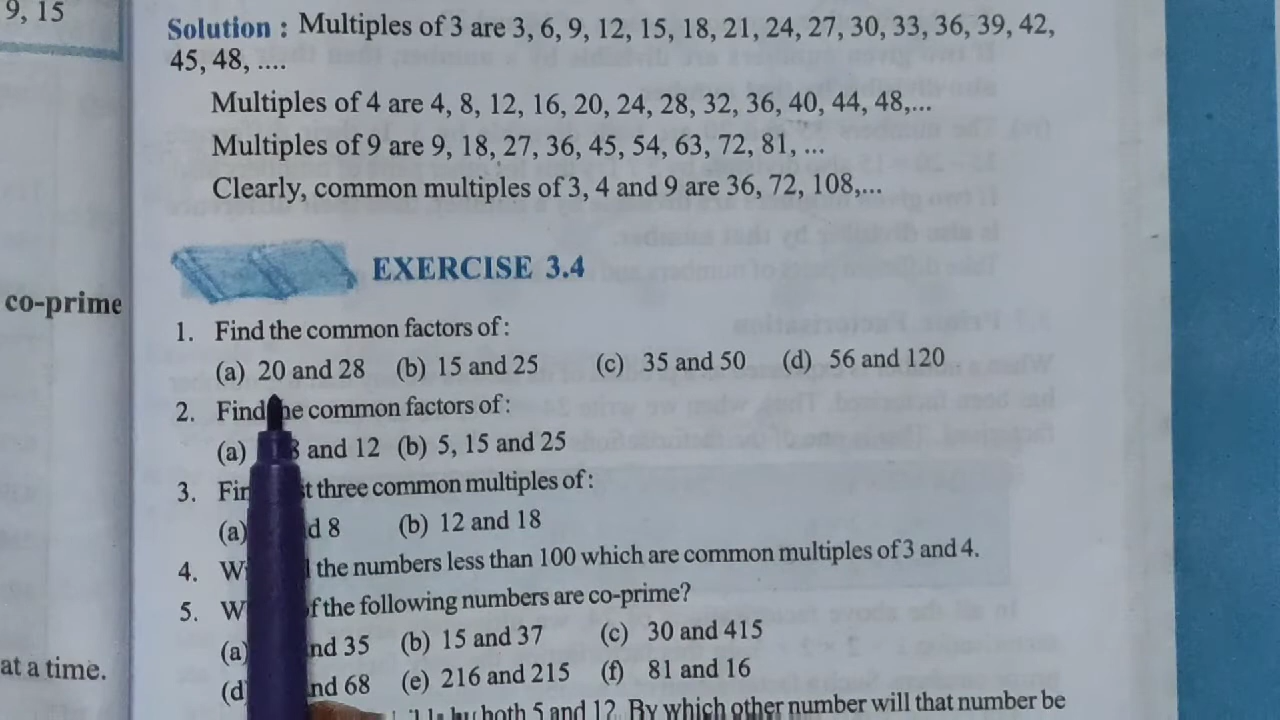 9, 15
co-prime
at a time.
Solution : Multiples of 3 are 3, 6, 9, 12, 15, 18, 21, 24, 27, 30, 33, 36, 39, 42,
45, 48, ....
Multiples of 4 are 4, 8, 12, 16, 20, 24, 28, 32, 36, 40, 44, 48,...
Multiples of 9 are 9, 18, 27, 36, 45, 54, 63, 72, 81, ...
Clearly, common multiples of 3, 4 and 9 are 36, 72, 108,...
EXERCISE 3.4
1. Find the common factors of :
(a) 20 and 28 (b) 15 and 25 (c) 35 and 50 (d) 56 and 120
2. Find he common factors of :
(a) 8 and 12 (b) 5, 15 and 25
3. Fir t three common multiples of :
(a) d 8 (b) 12 and 18
4. W the numbers less than 100 which are common multiples of 3 and 4.
5. W f the following numbers are co-prime?
(a) nd 35 (b) 15 and 37 (c) 30 and 415
(d nd 68 (e) 216 and 215 (f) 81 and 16
both 5 and 12. By which other number will that number be